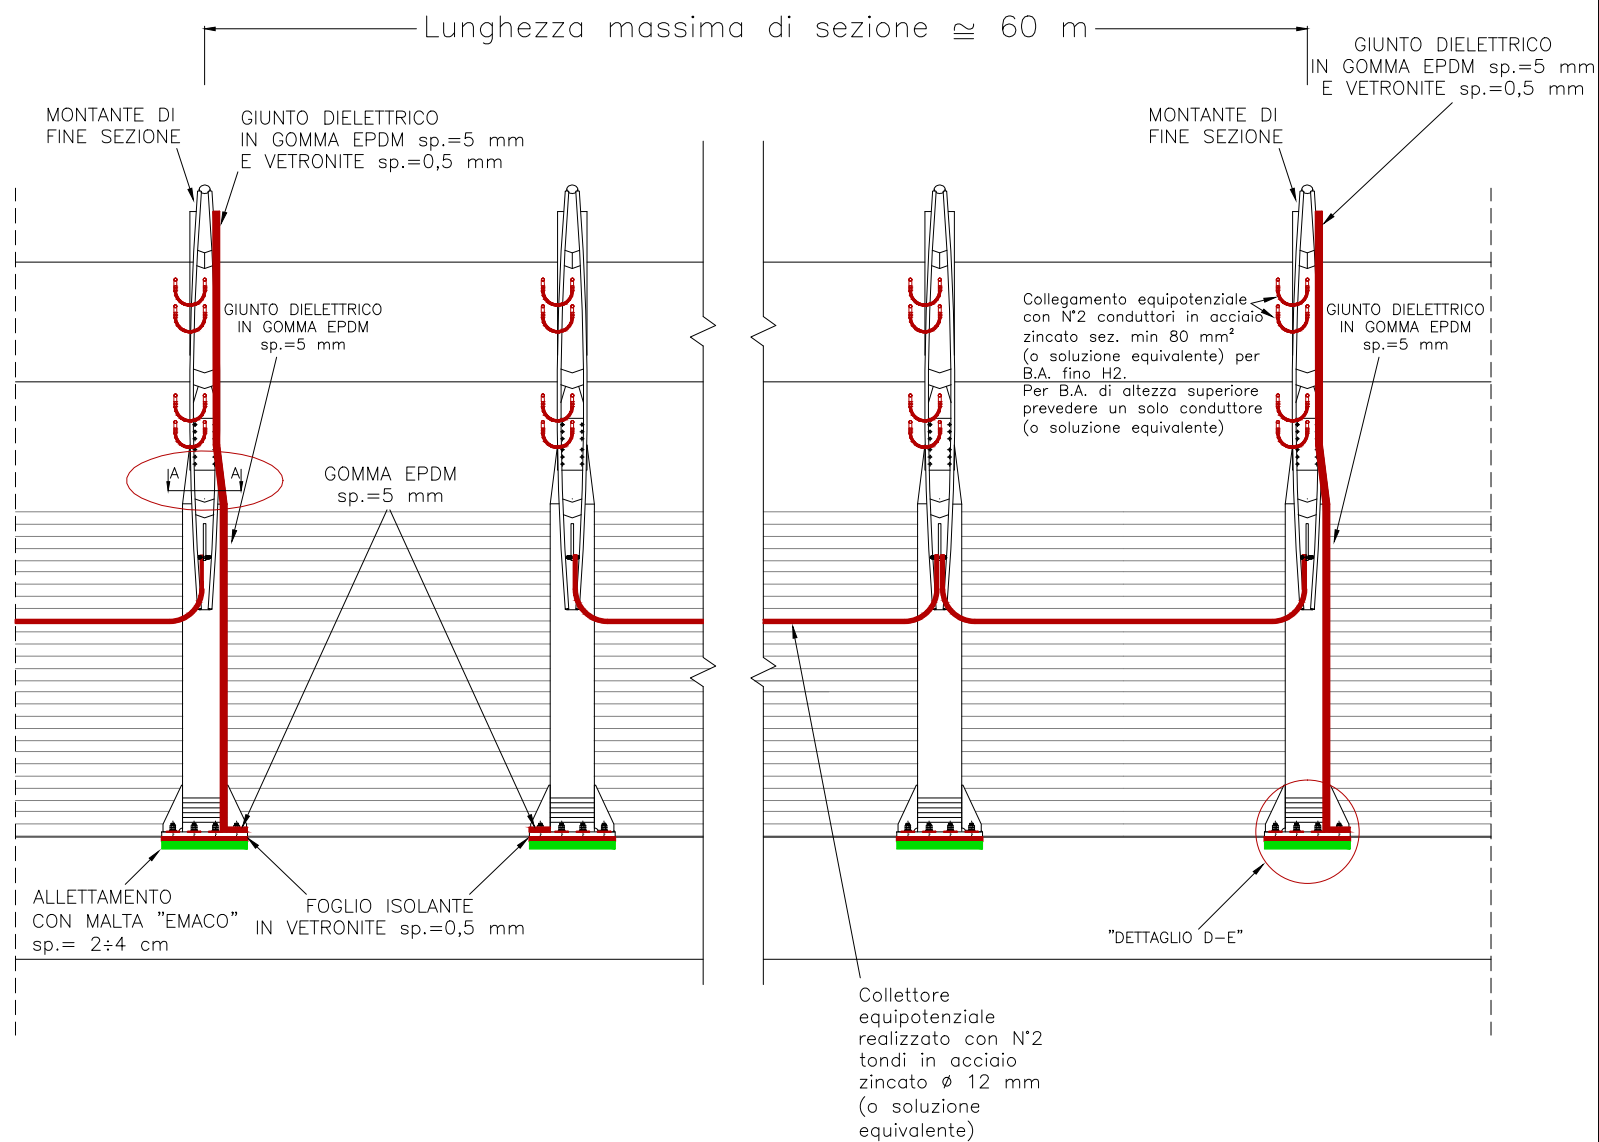 Lunghezza massima di sezione ≅ 60 m
GIUNTO DIELETTRICO
IN GOMMA EPDM sp.=5 mm
E VETRONITE sp.=0,5 mm
MONTANTE DI
FINE SEZIONE
GIUNTO DIELETTRICO
IN GOMMA EPDM sp.=5 mm
E VETRONITE sp.=0,5 mm
MONTANTE DI
FINE SEZIONE
GIUNTO DIELETTRICO
IN GOMMA EPDM
sp.=5 mm
Collegamento equipotenziale
con N°2 conduttori in acciaio
zincato sez. min 80 mm²
(o soluzione equivalente) per
B.A. fino H2.
Per B.A. di altezza superiore
prevedere un solo conduttore
(o soluzione equivalente)
GIUNTO DIELETTRICO
IN GOMMA EPDM
sp.=5 mm
A A
GOMMA EPDM
sp.=5 mm
ALLETTAMENTO
CON MALTA "EMACO"
sp.= 2÷4 cm
FOGLIO ISOLANTE
IN VETRONITE sp.=0,5 mm
"DETTAGLIO D-E"
Collettore
equipotenziale
realizzato con N°2
tondi in acciaio
zincato ø 12 mm
(o soluzione
equivalente)